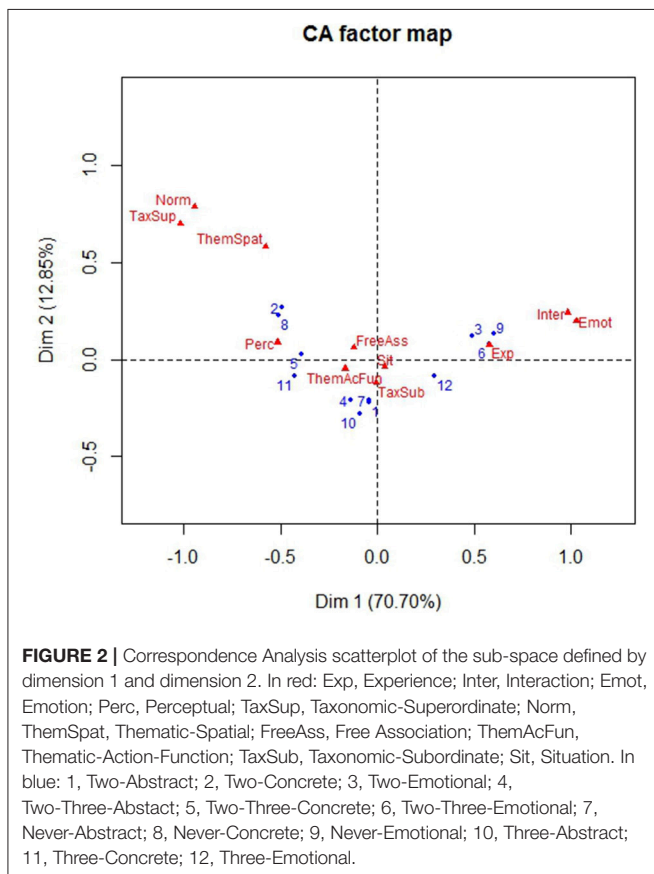 CA factor map
Dim 2 (12.85%)
1.0
0.5
0.0
-0.5
Norm
TaxSup
ThemSpat
2
8
Perc
5
11
FreeAss
Sit
ThemAcFun
TaxSub
4
7
1
10
12
3
9
6
Exp
Inter
Emot
-1.0
-0.5
0.0
0.5
1.0
Dim 1 (70.70%)
FIGURE 2 | Correspondence Analysis scatterplot of the sub-space defined by
dimension 1 and dimension 2. In red: Exp, Experience; Inter, Interaction; Emot,
Emotion; Perc, Perceptual; TaxSup, Taxonomic-Superordinate; Norm,
ThemSpat, Thematic-Spatial; FreeAss, Free Association; ThemAcFun,
Thematic-Action-Function; TaxSub, Taxonomic-Subordinate; Sit, Situation. In
blue: 1, Two-Abstract; 2, Two-Concrete; 3, Two-Emotional; 4,
Two-Three-Abstact; 5, Two-Three-Concrete; 6, Two-Three-Emotional; 7,
Never-Abstract; 8, Never-Concrete; 9, Never-Emotional; 10, Three-Abstract;
11, Three-Concrete; 12, Three-Emotional.